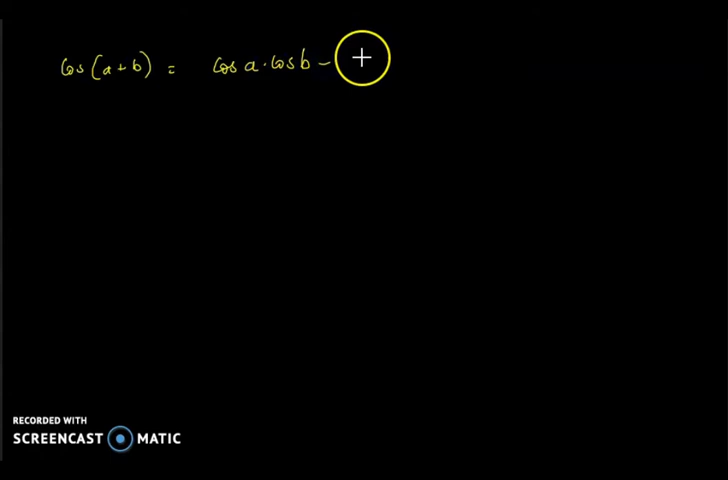 cos(a+b) = cos a · cos b –
RECORDED WITH
SCREENCAST MATIC